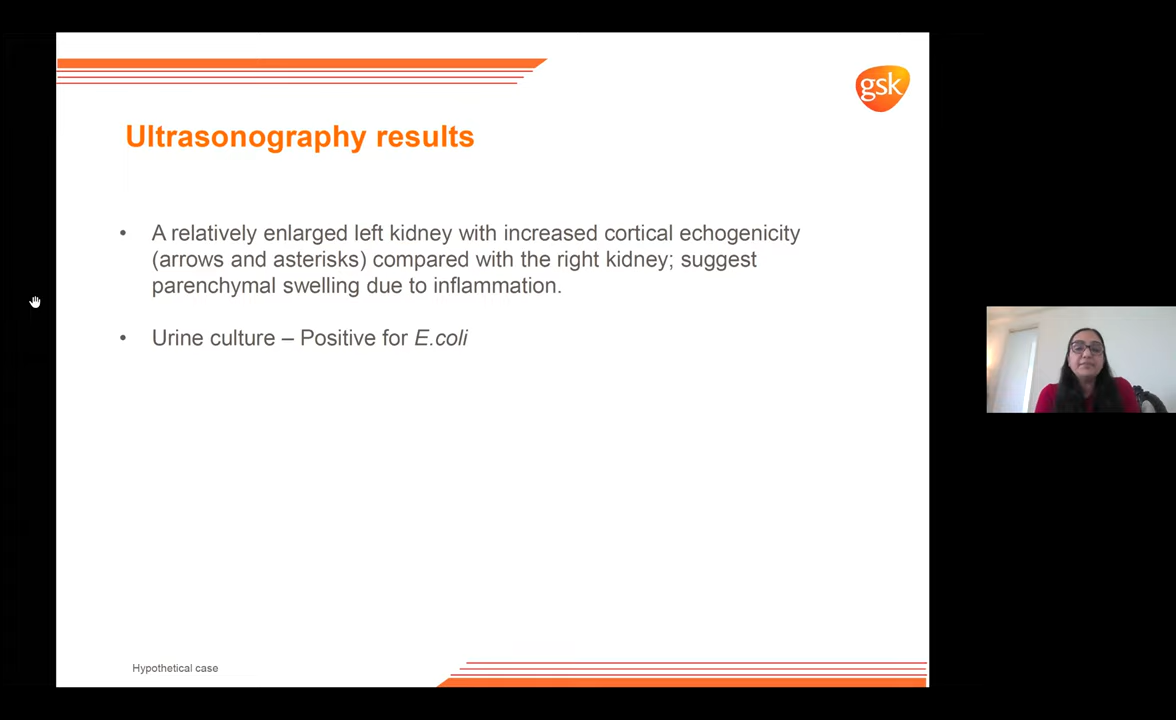 gsk
Ultrasonography results
• A relatively enlarged left kidney with increased cortical echogenicity
(arrows and asterisks) compared with the right kidney; suggest
parenchymal swelling due to inflammation.
• Urine culture – Positive for E.coli
Hypothetical case